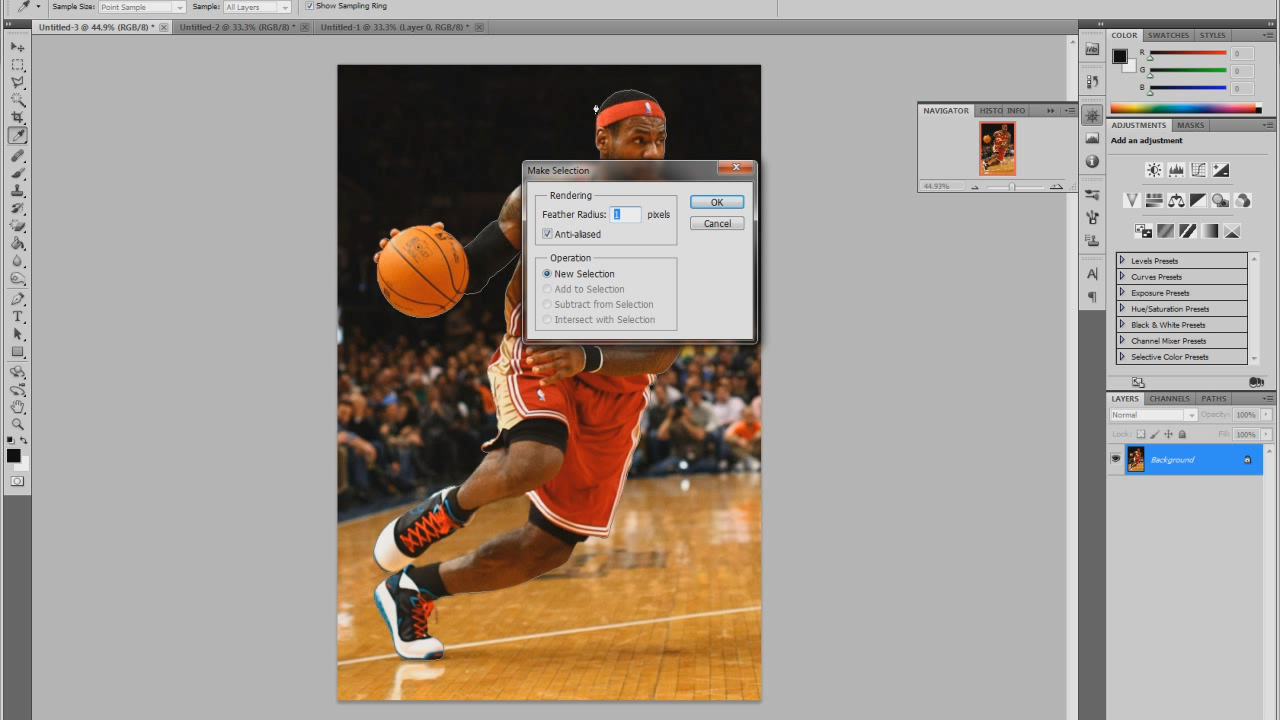 Sample Size: Point Sample Sample: All Layers Show Sampling Ring
Untitled-3 @ 44.9% (RGB/8) * Untitled-2 @ 33.3% (RGB/8) * Untitled-1 @ 33.3% (Layer 0, RGB/8) *
COLOR SWATCHES STYLES
R 0
G 0
B 0
NAVIGATOR HISTO INFO
44.93%
ADJUSTMENTS MASKS
Add an adjustment
Levels Presets
Curves Presets
Exposure Presets
Hue/Saturation Presets
Black & White Presets
Channel Mixer Presets
Selective Color Presets
LAYERS CHANNELS PATHS
Normal Opacity: 100%
Lock: Fill: 100%
Background
Make Selection
Rendering
Feather Radius: 1 pixels
Anti-aliased
OK
Cancel
Operation
New Selection
Add to Selection
Subtract from Selection
Intersect with Selection